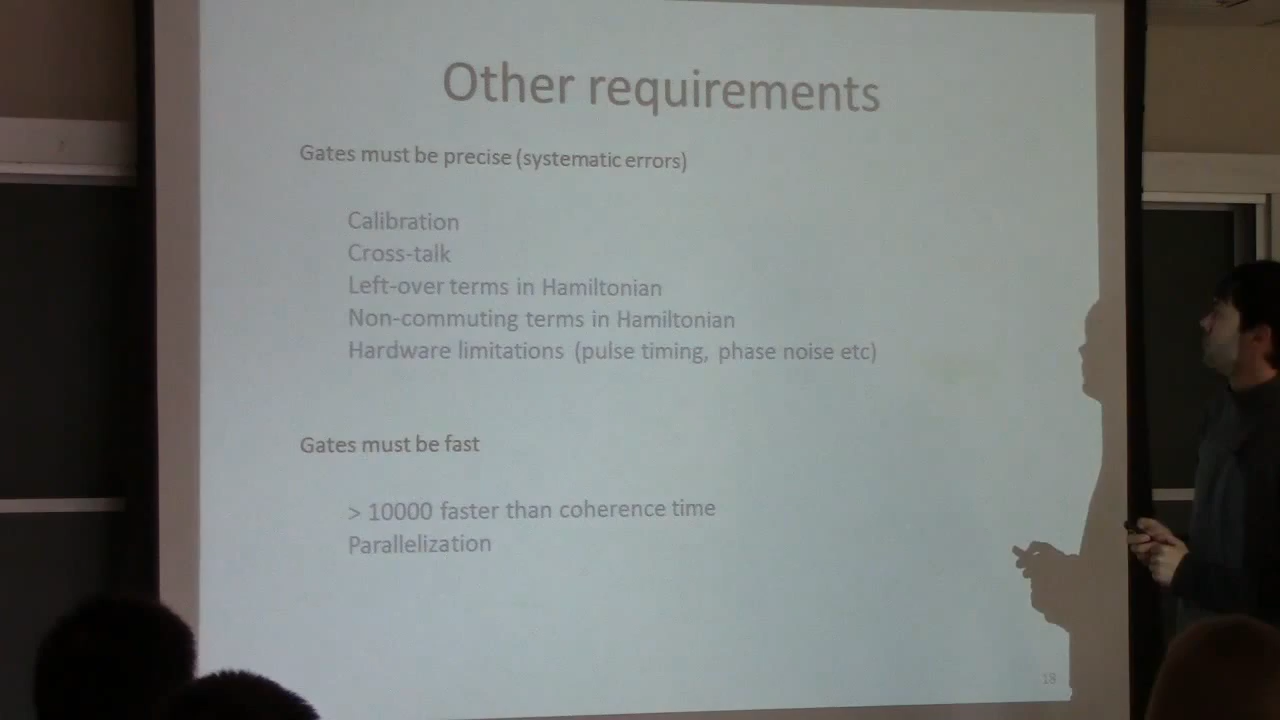 Other requirements
Gates must be precise (systematic errors)
Calibration
Cross-talk
Left-over terms in Hamiltonian
Non-commuting terms in Hamiltonian
Hardware limitations (pulse timing, phase noise etc)
Gates must be fast
> 10000 faster than coherence time
Parallelization
18